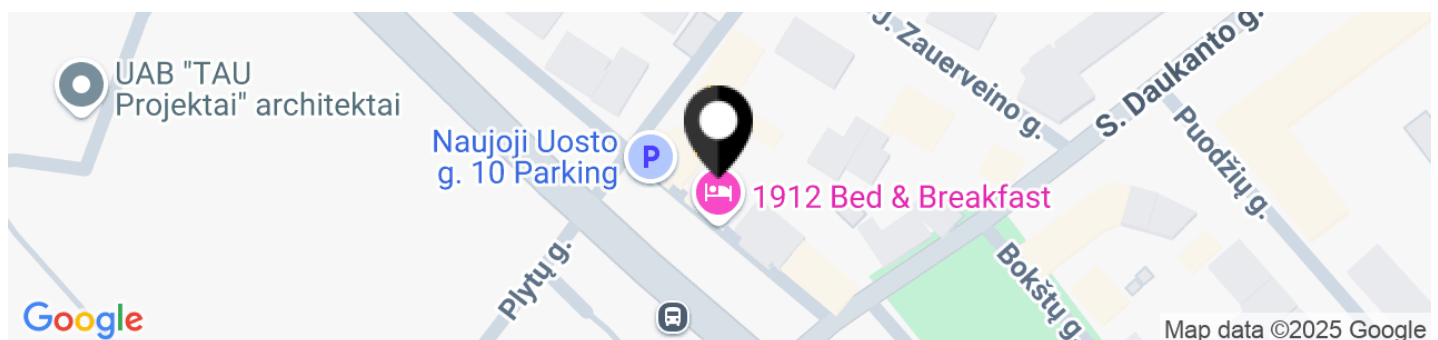 UAB "TAU
Projektai" architektai
Naujoji Uosto
g. 10 Parking
P
1912 Bed & Breakfast
J. Zauerveino g.
S. Daukanto g.
Puodžių g.
Bokštų g.
Plytų g.
Google
Map data ©2025 Google